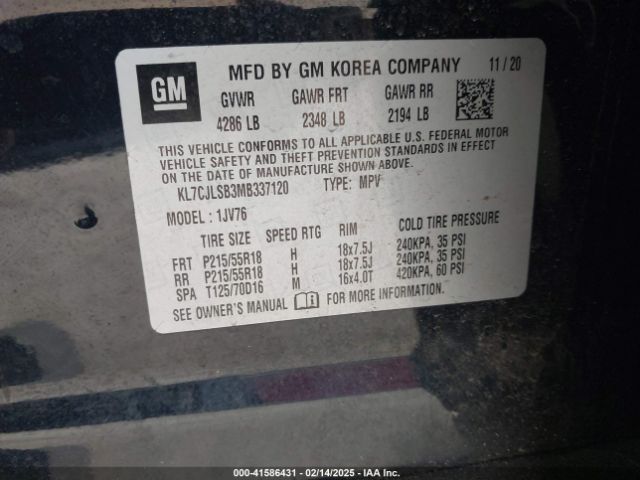 GM
MFD BY GM KOREA COMPANY 11/20
GVWR GAWR FRT GAWR RR
4286 LB 2348 LB 2194 LB
THIS VEHICLE CONFORMS TO ALL APPLICABLE U.S. FEDERAL MOTOR
VEHICLE SAFETY AND THEFT PREVENTION STANDARDS IN EFFECT
ON THE DATE OF MANUFACTURE SHOWN ABOVE.
KL7CJLSB3MB337120 TYPE: MPV
MODEL : 1JV76
TIRE SIZE SPEED RTG RIM COLD TIRE PRESSURE
FRT P215/55R18 H 18x7.5J 240KPA, 35 PSI
RR P215/55R18 H 18x7.5J 240KPA, 35 PSI
SPA T125/70D16 M 16x4.0T 420KPA, 60 PSI
SEE OWNER'S MANUAL FOR MORE INFORMATION.
000-41586431 - 02/14/2025 - IAA Inc.